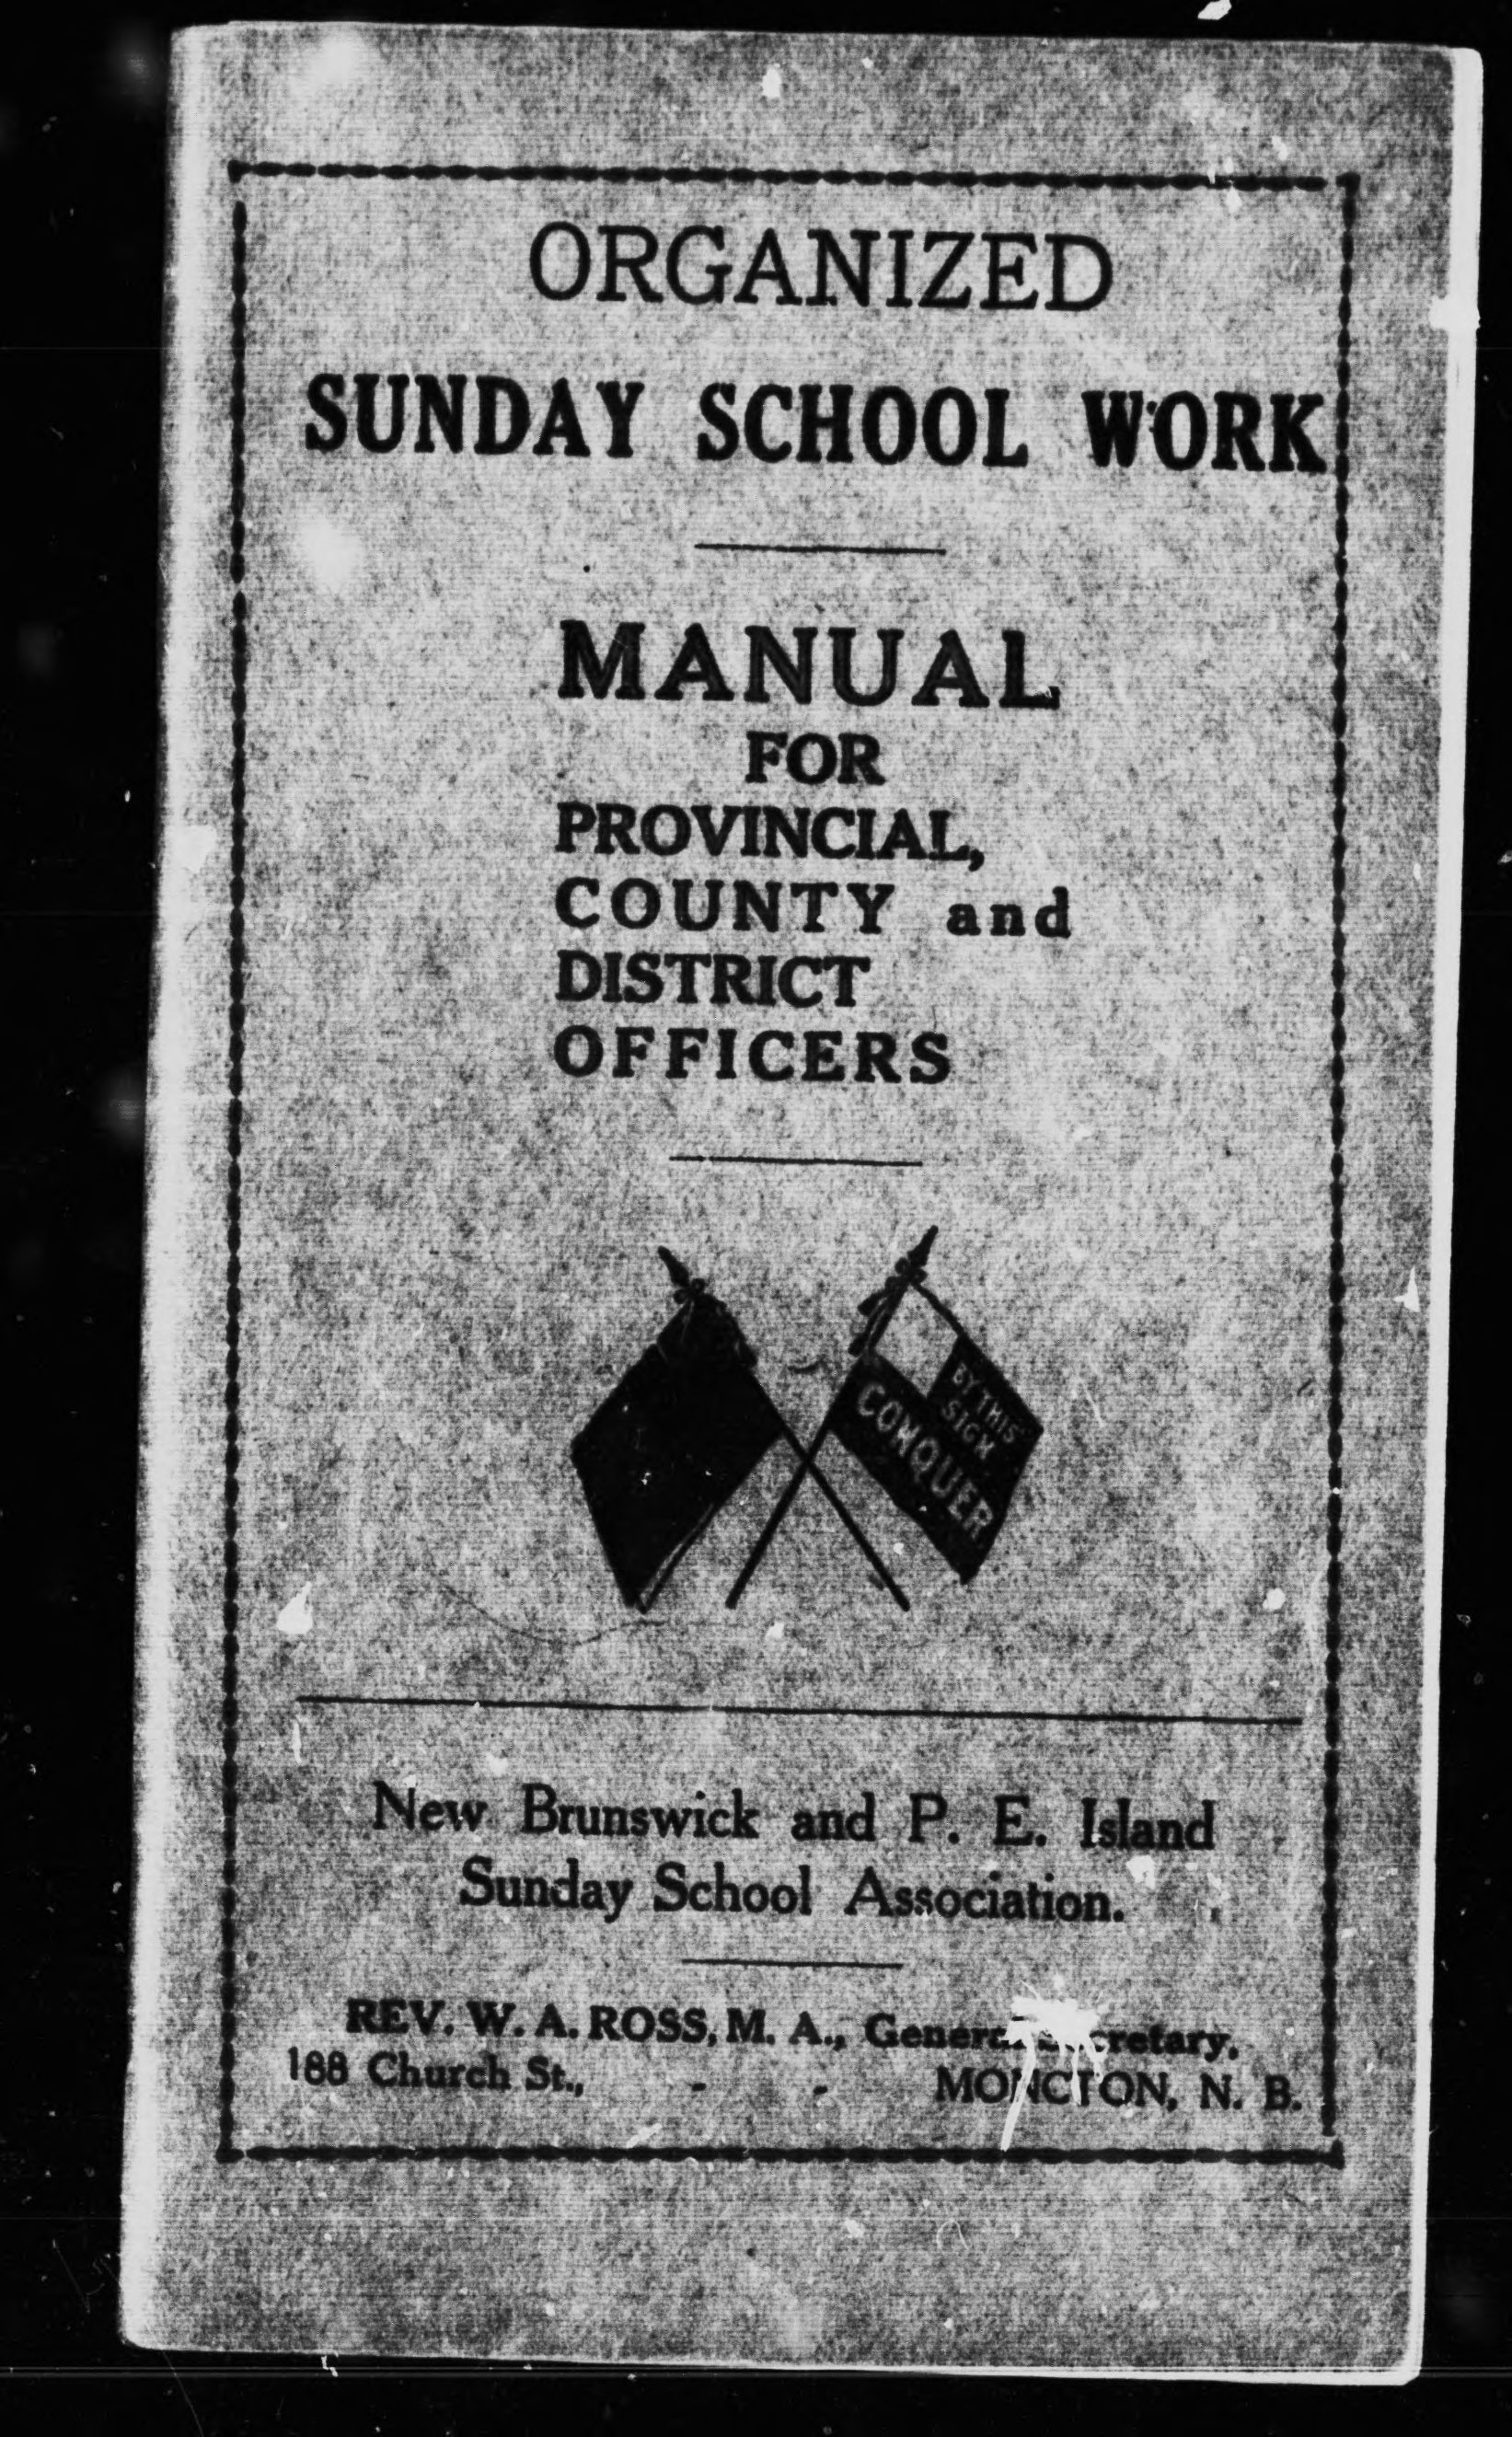 ORGANIZED
SUNDAY SCHOOL WORK
MANUAL
FOR
PROVINCIAL,
COUNTY and
DISTRICT
OFFICERS
BY THIS
SIGN
CONQUER
New Brunswick and P. E. Island
Sunday School Association.
REV. W. A. ROSS, M. A., General Secretary,
188 Church St., - - MONCTON, N. B.